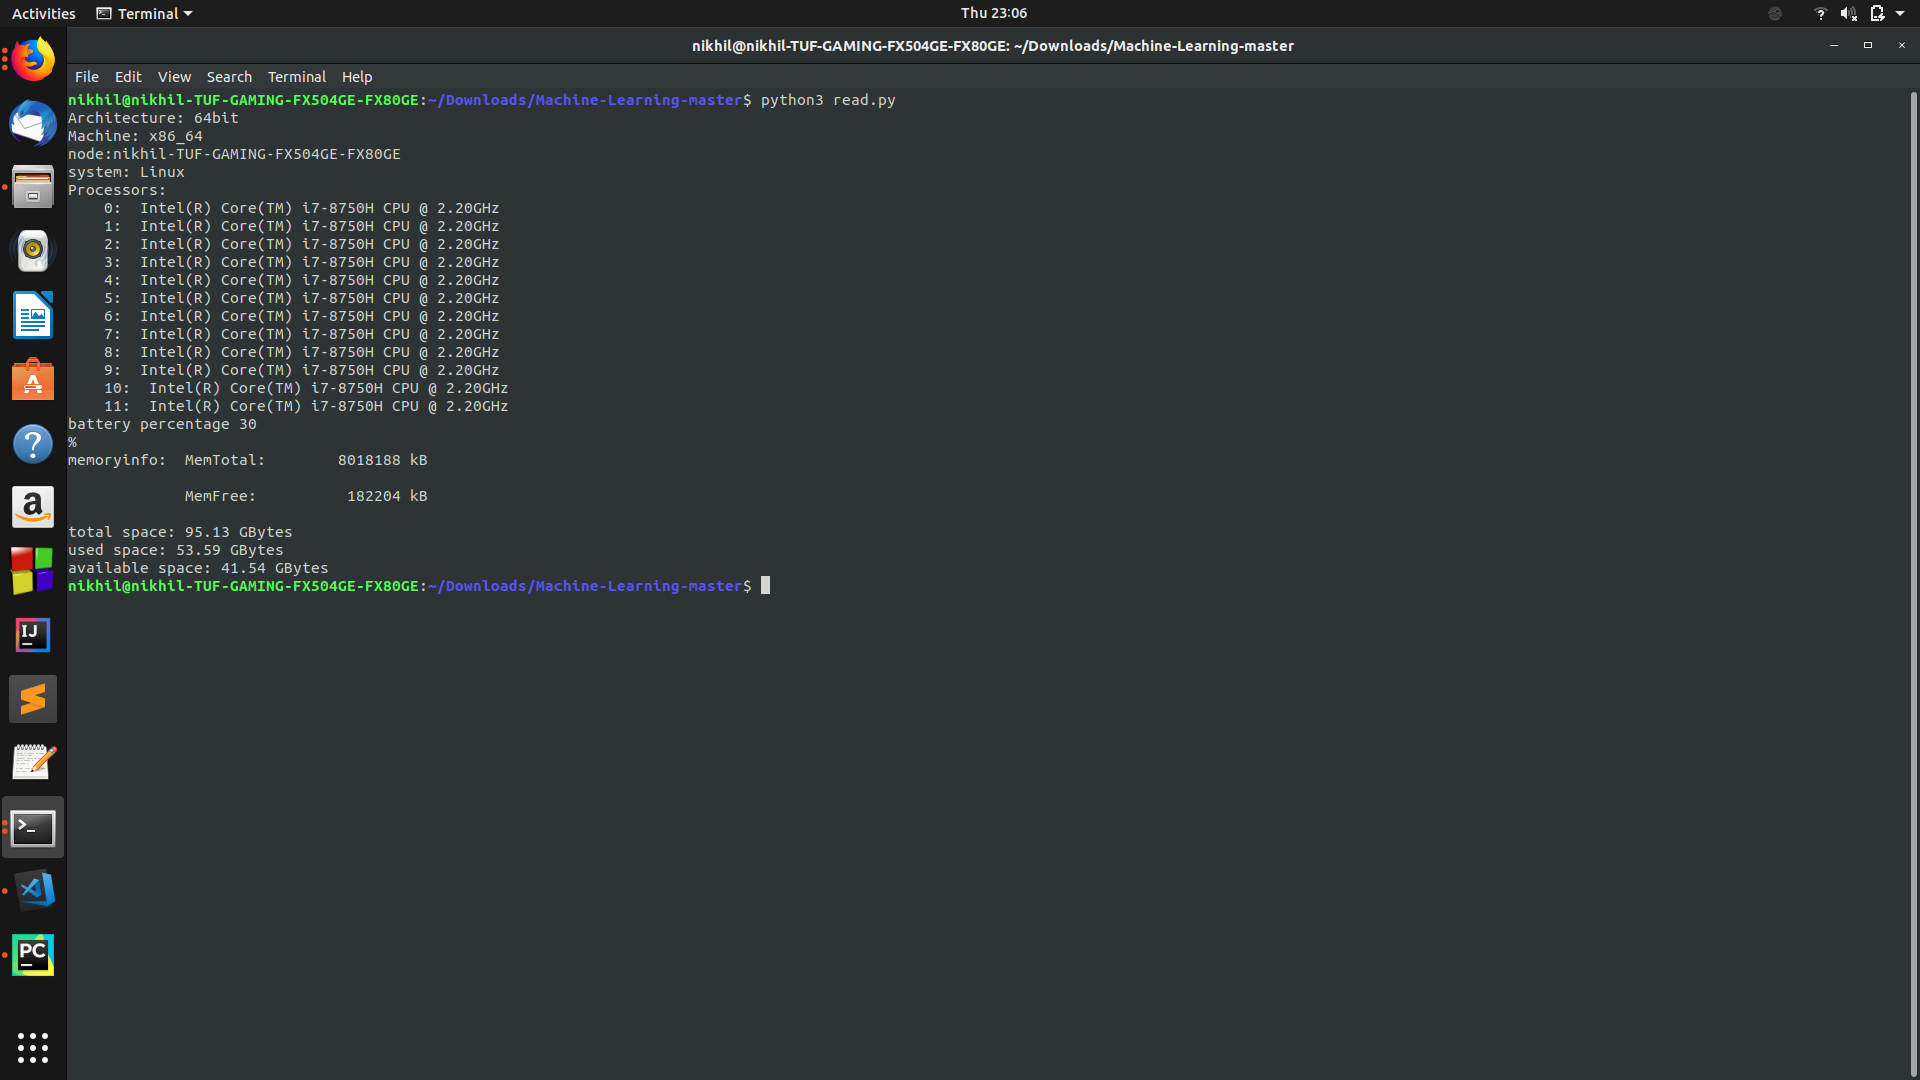 Activities Terminal Thu 23:06
nikhil@nikhil-TUF-GAMING-FX504GE-FX80GE: ~/Downloads/Machine-Learning-master
File Edit View Search Terminal Help
nikhil@nikhil-TUF-GAMING-FX504GE-FX80GE:~/Downloads/Machine-Learning-master$ python3 read.py
Architecture: 64bit
Machine: x86_64
node:nikhil-TUF-GAMING-FX504GE-FX80GE
system: Linux
Processors:
    0:  Intel(R) Core(TM) i7-8750H CPU @ 2.20GHz
    1:  Intel(R) Core(TM) i7-8750H CPU @ 2.20GHz
    2:  Intel(R) Core(TM) i7-8750H CPU @ 2.20GHz
    3:  Intel(R) Core(TM) i7-8750H CPU @ 2.20GHz
    4:  Intel(R) Core(TM) i7-8750H CPU @ 2.20GHz
    5:  Intel(R) Core(TM) i7-8750H CPU @ 2.20GHz
    6:  Intel(R) Core(TM) i7-8750H CPU @ 2.20GHz
    7:  Intel(R) Core(TM) i7-8750H CPU @ 2.20GHz
    8:  Intel(R) Core(TM) i7-8750H CPU @ 2.20GHz
    9:  Intel(R) Core(TM) i7-8750H CPU @ 2.20GHz
    10:  Intel(R) Core(TM) i7-8750H CPU @ 2.20GHz
    11:  Intel(R) Core(TM) i7-8750H CPU @ 2.20GHz
battery percentage 30
%
memoryinfo:  MemTotal:        8018188 kB
             MemFree:          182204 kB
total space: 95.13 GBytes
used space: 53.59 GBytes
available space: 41.54 GBytes
nikhil@nikhil-TUF-GAMING-FX504GE-FX80GE:~/Downloads/Machine-Learning-master$
A
?
a
IJ
>_
PC